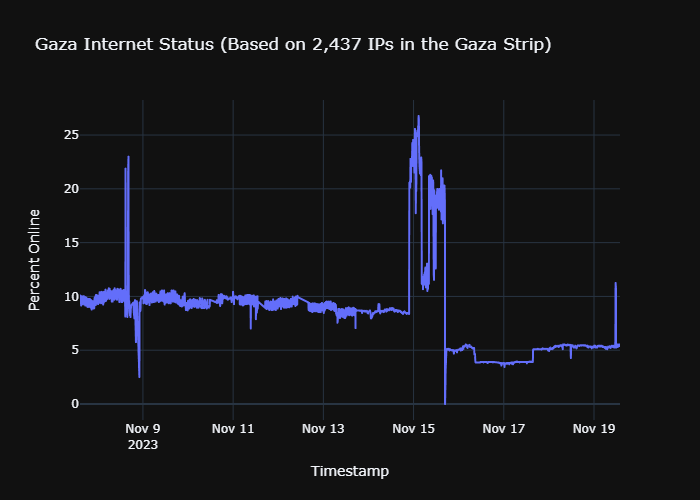 Gaza Internet Status (Based on 2,437 IPs in the Gaza Strip)
25
20
15
10
5
0
Percent Online
Nov 9
2023
Nov 11
Nov 13
Nov 15
Nov 17
Nov 19
Timestamp